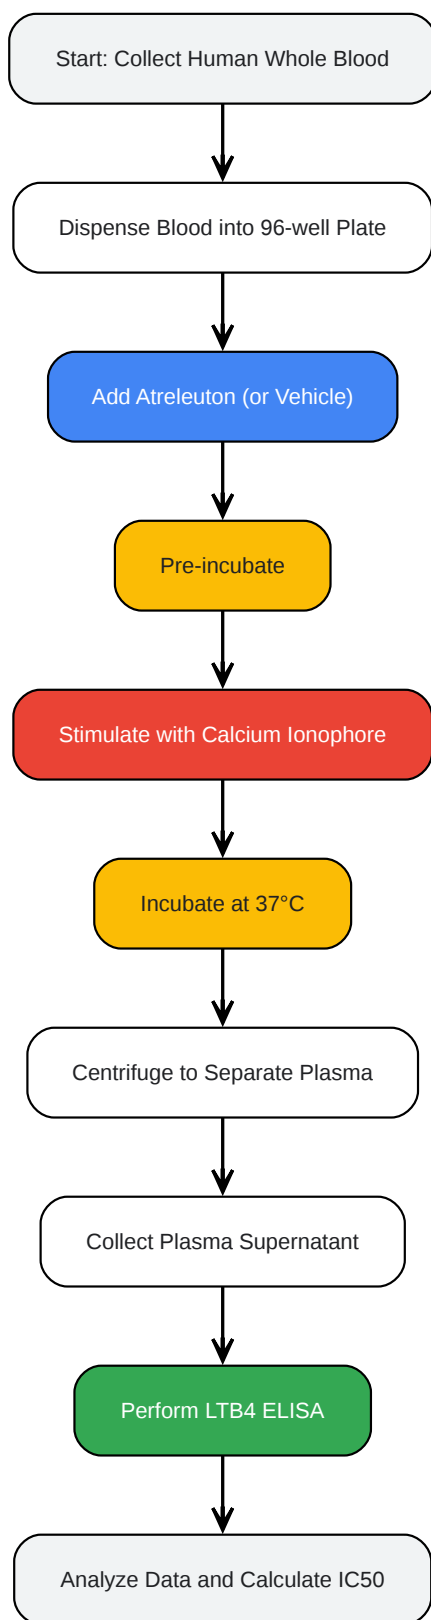 Start: Collect Human Whole Blood
Dispense Blood into 96-well Plate
Add Atreleuton (or Vehicle)
Pre-incubate
Stimulate with Calcium Ionophore
Incubate at 37°C
Centrifuge to Separate Plasma
Collect Plasma Supernatant
Perform LTB4 ELISA
Analyze Data and Calculate IC50